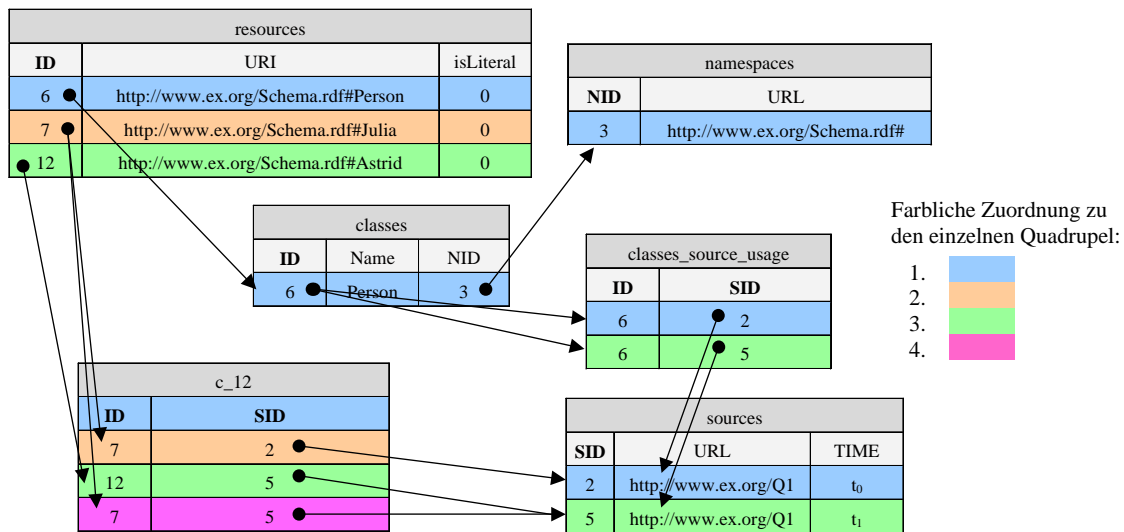 resources
ID URI isLiteral
6 http://www.ex.org/Schema.rdf#Person 0
7 http://www.ex.org/Schema.rdf#Julia 0
12 http://www.ex.org/Schema.rdf#Astrid 0
namespaces
NID URL
3 http://www.ex.org/Schema.rdf#
classes
ID Name NID
6 Person 3
classes_source_usage
ID SID
6 2
6 5
Farbliche Zuordnung zu
den einzelnen Quadrupel:
1.
2.
3.
4.
c_12
ID SID
7 2
12 5
7 5
sources
SID URL TIME
2 http://www.ex.org/Q1 t₀
5 http://www.ex.org/Q1 t₁